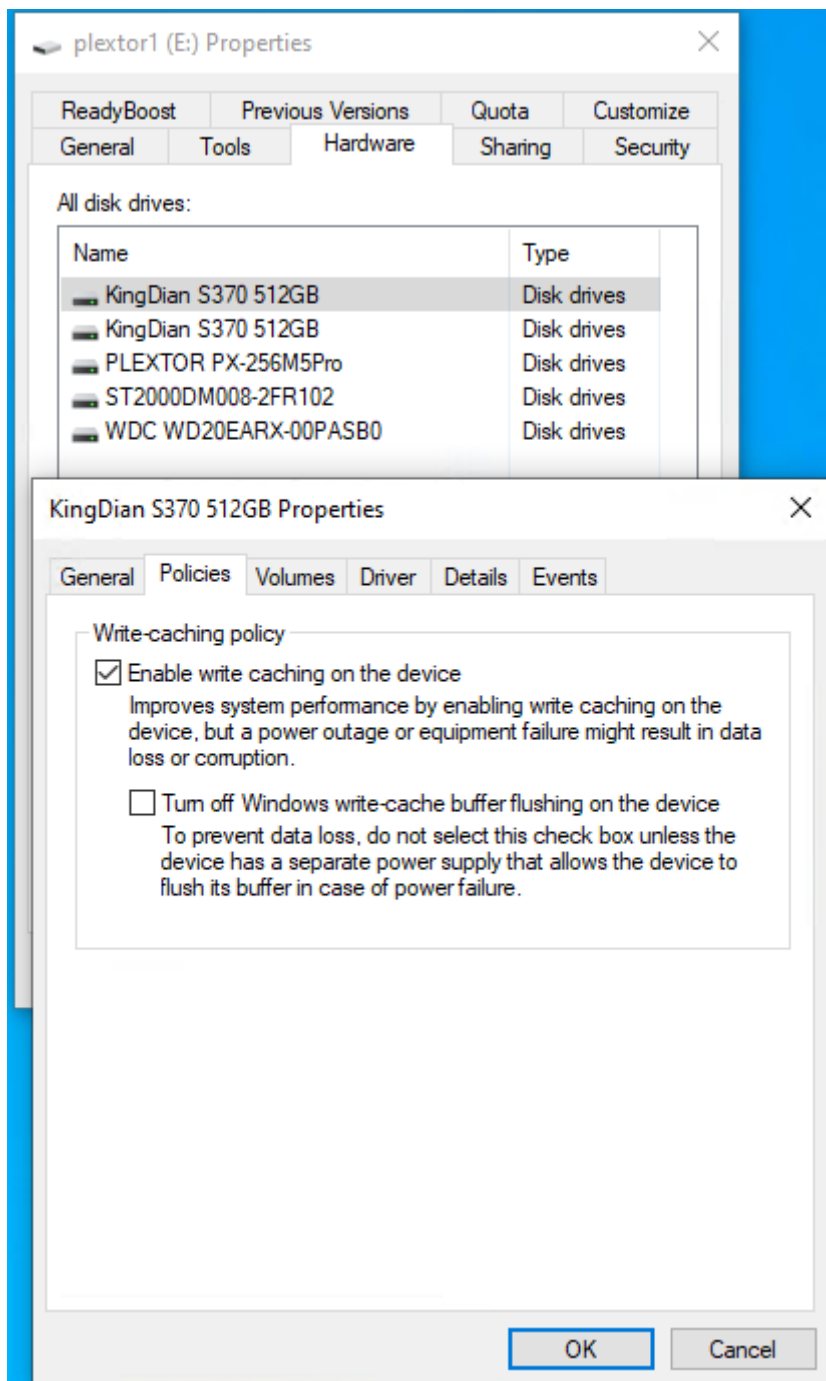 plextor1 (E:) Properties
ReadyBoost Previous Versions Quota Customize
General Tools Hardware Sharing Security
All disk drives:
Name Type
KingDian S370 512GB Disk drives
KingDian S370 512GB Disk drives
PLEXTOR PX-256M5Pro Disk drives
ST2000DM008-2FR102 Disk drives
WDC WD20EARX-00PASB0 Disk drives
KingDian S370 512GB Properties
General Policies Volumes Driver Details Events
Write-caching policy
Enable write caching on the device
Improves system performance by enabling write caching on the
device, but a power outage or equipment failure might result in data
loss or corruption.
Turn off Windows write-cache buffer flushing on the device
To prevent data loss, do not select this check box unless the
device has a separate power supply that allows the device to
flush its buffer in case of power failure.
OK Cancel